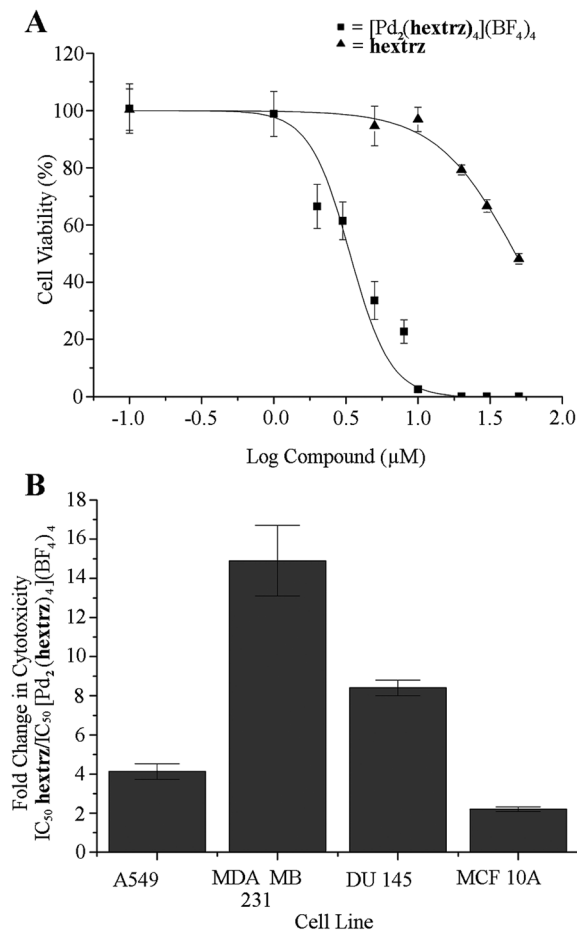 A
■ = [Pd₂(hextrz)₄](BF₄)₄
▲ = hextrz
120
100
80
60
40
20
0
Cell Viability (%)
-1.0 -0.5 0.0 0.5 1.0 1.5 2.0
Log Compound (µM)
B
18
16
14
12
10
8
6
4
2
0
Fold Change in Cytotoxicity
IC₅₀ hextrz/IC₅₀ [Pd₂(hextrz)₄](BF₄)₄
A549 MDA MB 231 DU 145 MCF 10A
Cell Line